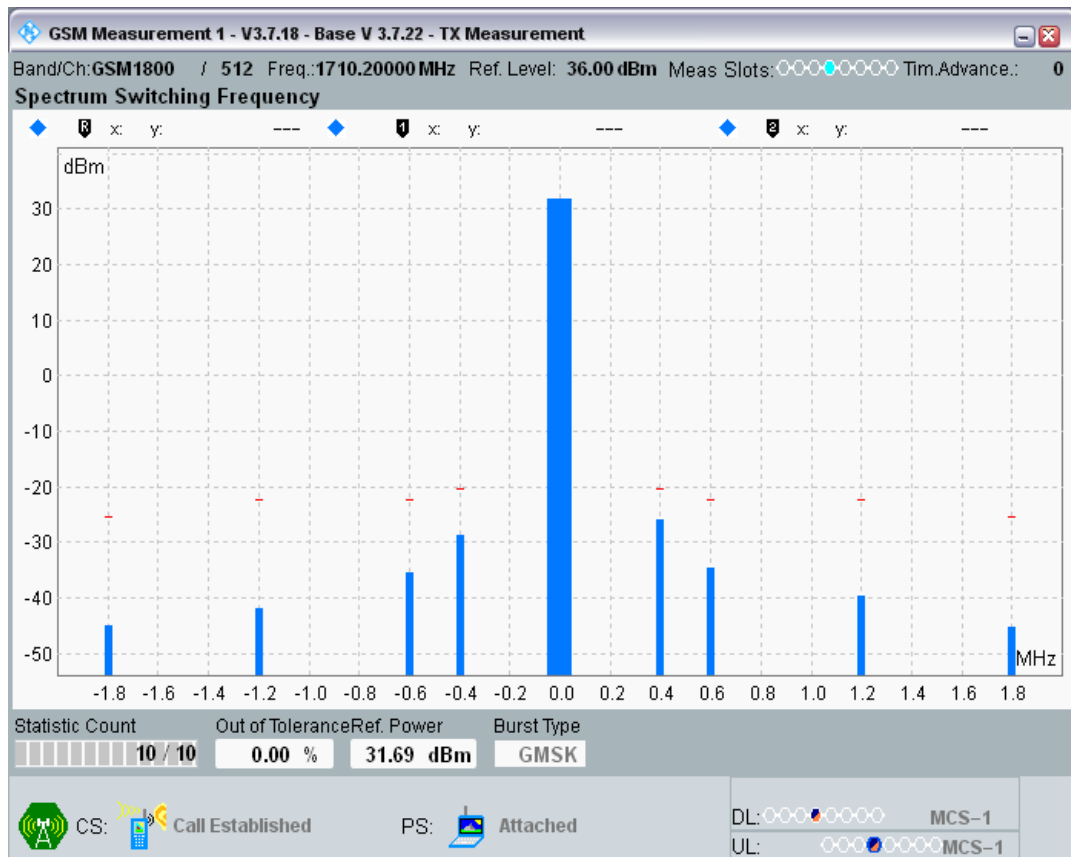 GSM Measurement 1 - V3.7.18 - Base V 3.7.22 - TX Measurement
Band/Ch:GSM1800 / 512 Freq.:1710.20000 MHz Ref. Level: 36.00 dBm Meas Slots: Tim.Advance.: 0
Spectrum Switching Frequency
R x: y: --- 1 x: y: --- 2 x: y: ---
dBm
30
20
10
0
-10
-20
-30
-40
-50
MHz
-1.8 -1.6 -1.4 -1.2 -1.0 -0.8 -0.6 -0.4 -0.2 0.0 0.2 0.4 0.6 0.8 1.0 1.2 1.4 1.6 1.8
Statistic Count Out of Tolerance Ref. Power Burst Type
10 / 10 0.00 % 31.69 dBm GMSK
CS: Call Established PS: Attached DL: MCS-1
UL: MCS-1